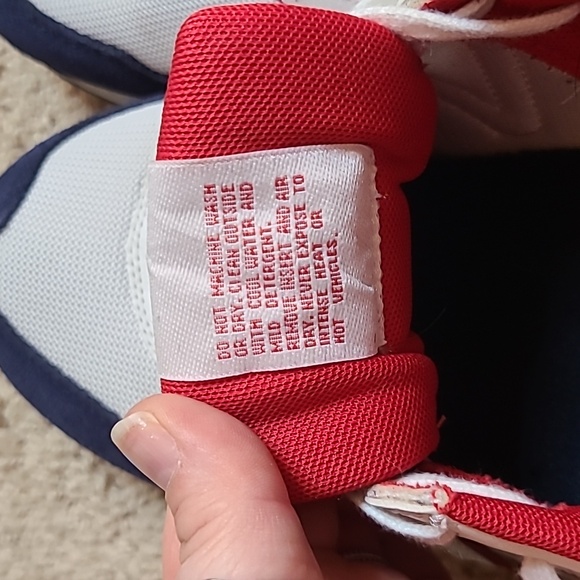 DO NOT MACHINE WASH
OR DRY. CLEAN OUTSIDE
WITH COOL WATER AND
MILD DETERGENT.
REMOVE INSERT AND AIR
DRY. NEVER EXPOSE TO
INTENSE HEAT OR
HOT VEHICLES.